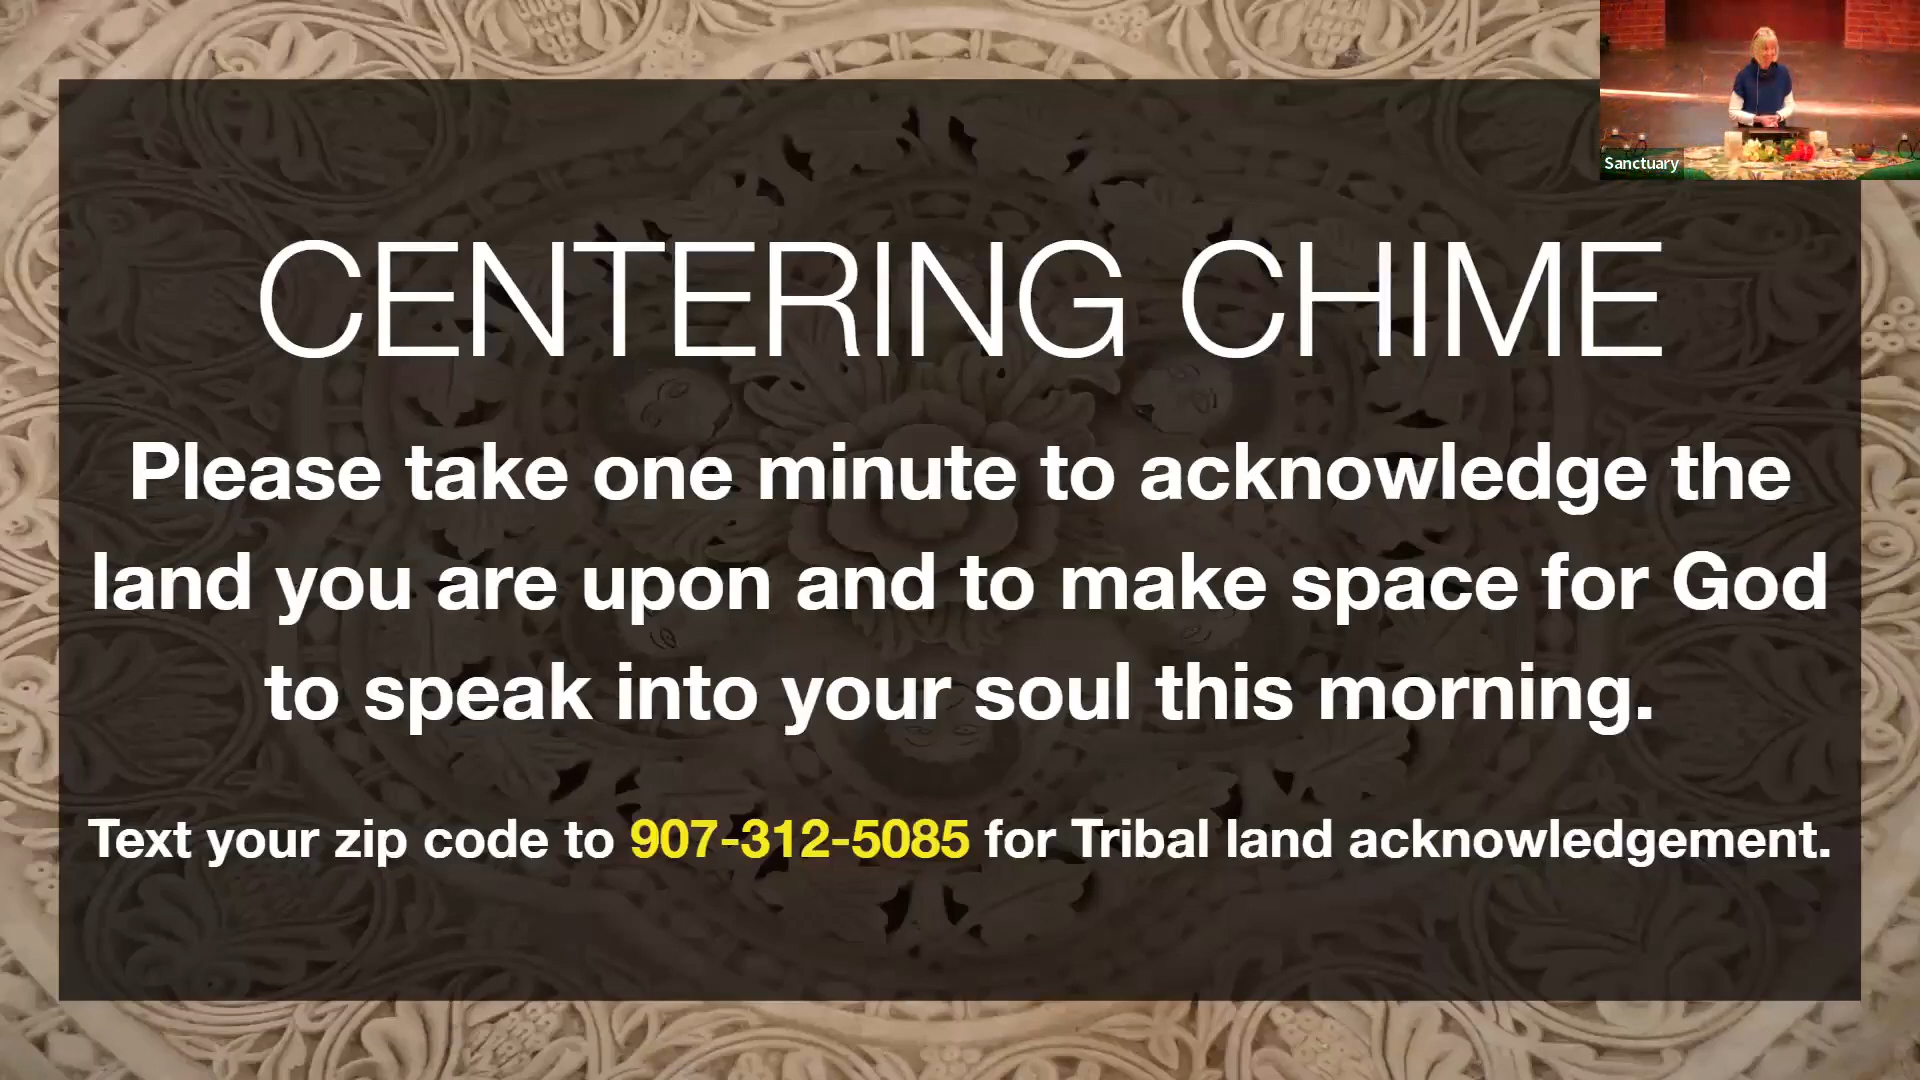 Sanctuary
CENTERING CHIME
Please take one minute to acknowledge the
land you are upon and to make space for God
to speak into your soul this morning.
Text your zip code to 907-312-5085 for Tribal land acknowledgement.